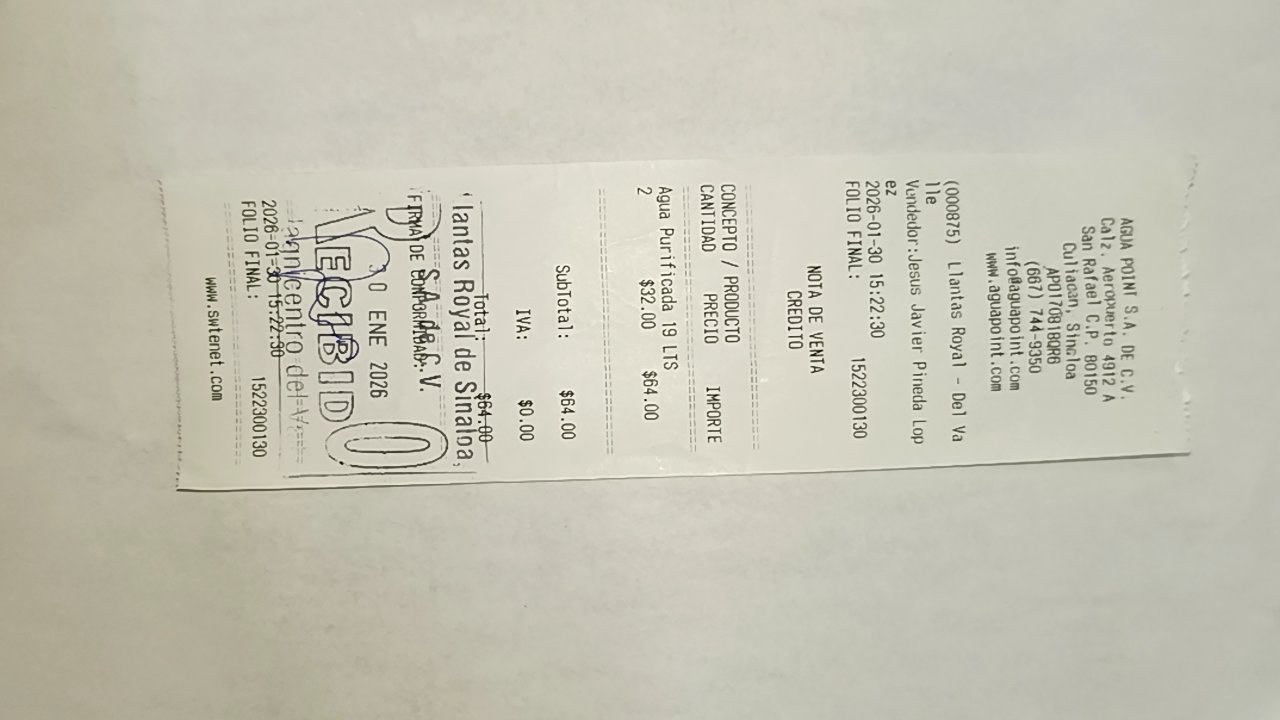 AGUA POINT S.A. DE C.V.
Calz. Aeropuerto 4912 A
San Rafael C.P. 80150
Culiacan, Sinaloa
APO170818QR6
(667) 744-9350
info@aguapoint.com
www.aguapoint.com
(000875) Llantas Royal - Del Va
lle
Vendedor:Jesus Javier Pineda Lop
ez
2026-01-30 15:22:30
FOLIO FINAL: 1522300130
NOTA DE VENTA
CREDITO
CONCEPTO / PRODUCTO
CANTIDAD PRECIO IMPORTE
Agua Purificada 19 LTS
2 $32.00 $64.00
SubTotal: $64.00
IVA: $0.00
Total: $64.00
lantas Royal de Sinaloa,
S.A. de C.V.
FIRMA DE CONFORMIDAD:
30 ENE 2026
RECIBIDO
2026-01-30 15:22:30
FOLIO FINAL: 1522300130
www.swtenet.com